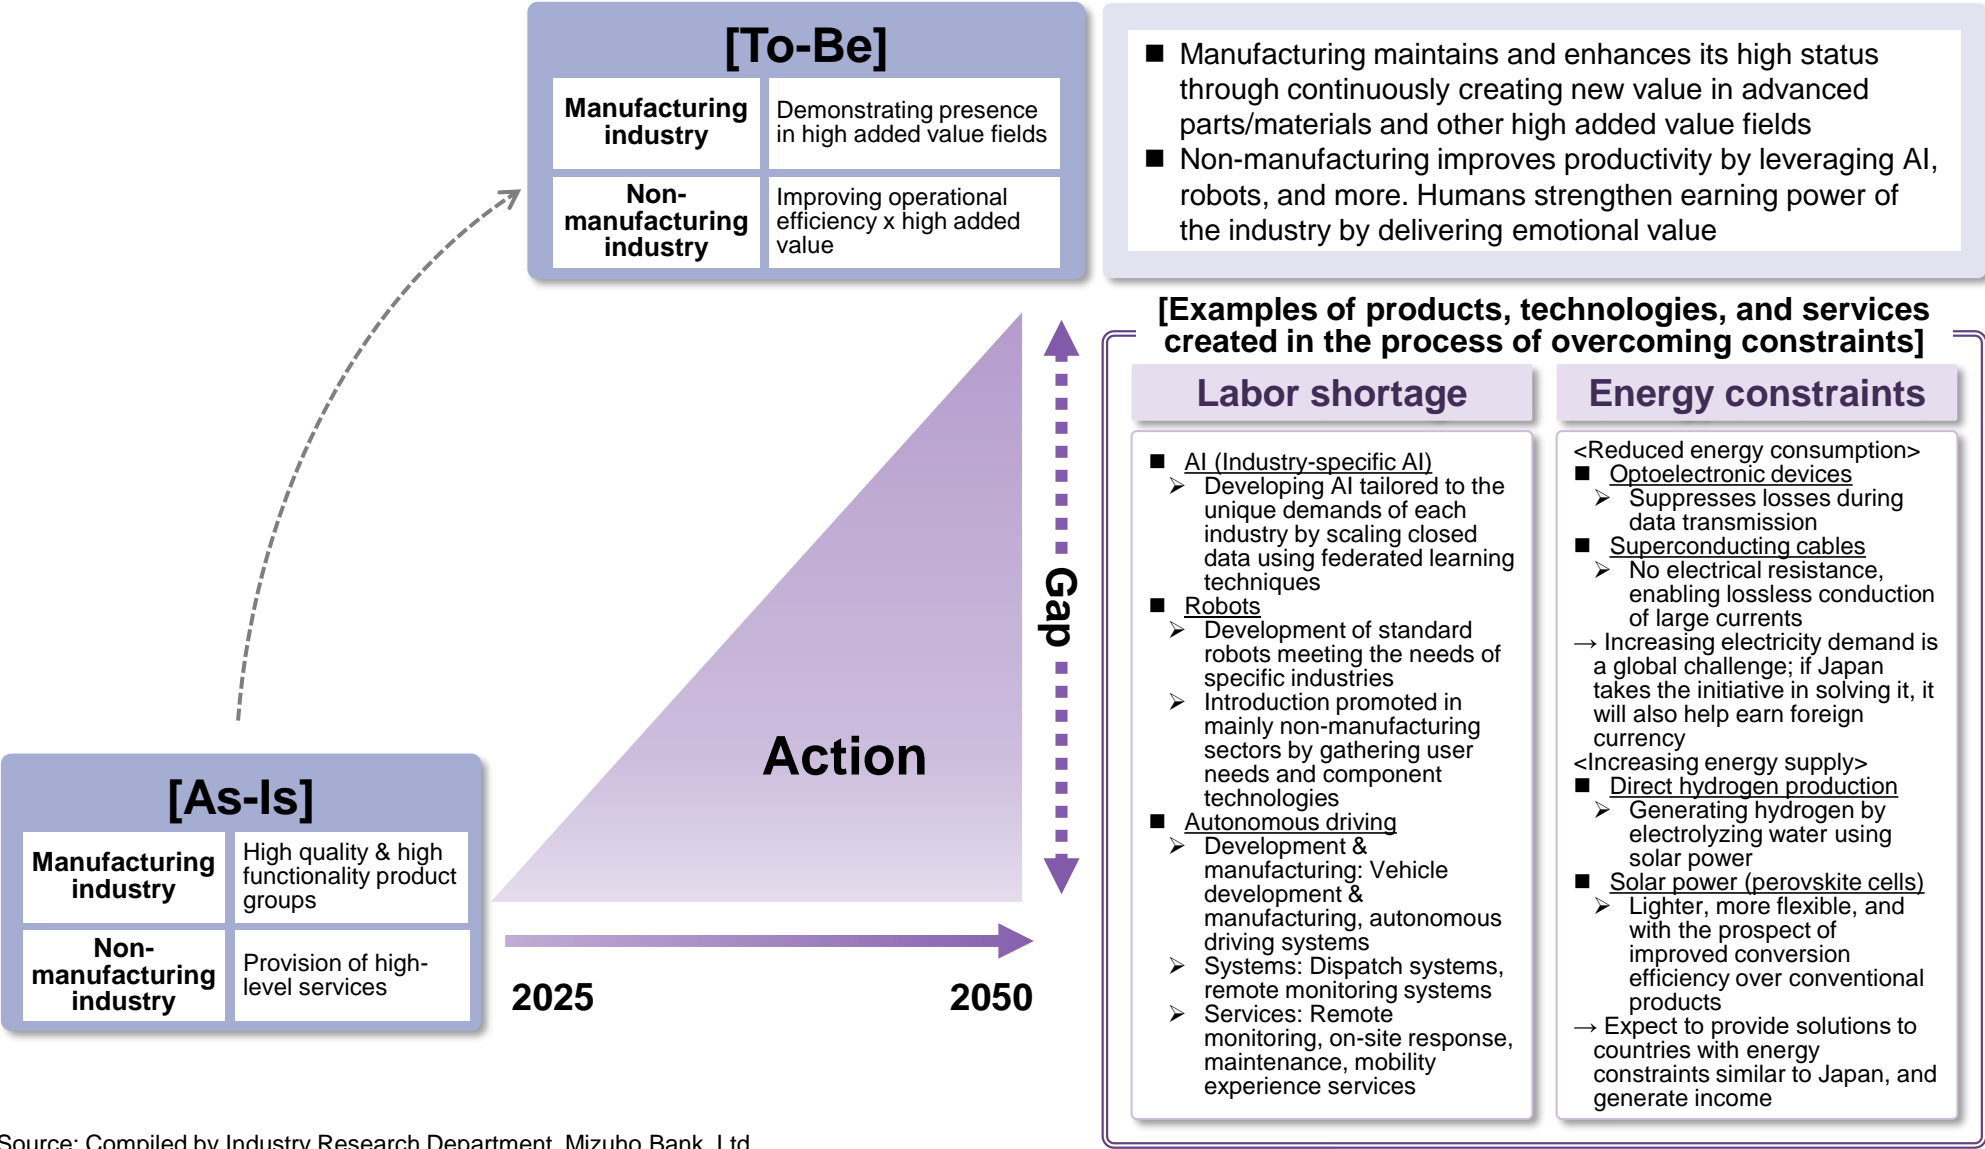 [To-Be]
Manufacturing
industry
Demonstrating presence
in high added value fields
Non-
manufacturing
industry
Improving operational
efficiency x high added
value
■ Manufacturing maintains and enhances its high status
through continuously creating new value in advanced
parts/materials and other high added value fields
■ Non-manufacturing improves productivity by leveraging AI,
robots, and more. Humans strengthen earning power of
the industry by delivering emotional value
[As-Is]
Manufacturing
industry
High quality & high
functionality product
groups
Non-
manufacturing
industry
Provision of high-
level services
Action
Gap
2025
2050
[Examples of products, technologies, and services
created in the process of overcoming constraints]
Labor shortage
■ AI (Industry-specific AI)
➢ Developing AI tailored to the
unique demands of each
industry by scaling closed
data using federated learning
techniques
■ Robots
➢ Development of standard
robots meeting the needs of
specific industries
➢ Introduction promoted in
mainly non-manufacturing
sectors by gathering user
needs and component
technologies
■ Autonomous driving
➢ Development &
manufacturing: Vehicle
development &
manufacturing, autonomous
driving systems
➢ Systems: Dispatch systems,
remote monitoring systems
➢ Services: Remote
monitoring, on-site response,
maintenance, mobility
experience services
Energy constraints
<Reduced energy consumption>
■ Optoelectronic devices
➢ Suppresses losses during
data transmission
■ Superconducting cables
➢ No electrical resistance,
enabling lossless conduction
of large currents
→ Increasing electricity demand is
a global challenge; if Japan
takes the initiative in solving it, it
will also help earn foreign
currency
<Increasing energy supply>
■ Direct hydrogen production
➢ Generating hydrogen by
electrolyzing water using
solar power
■ Solar power (perovskite cells)
➢ Lighter, more flexible, and
with the prospect of
improved conversion
efficiency over conventional
products
→ Expect to provide solutions to
countries with energy
constraints similar to Japan, and
generate income
Source: Compiled by Industry Research Department, Mizuho Bank, Ltd